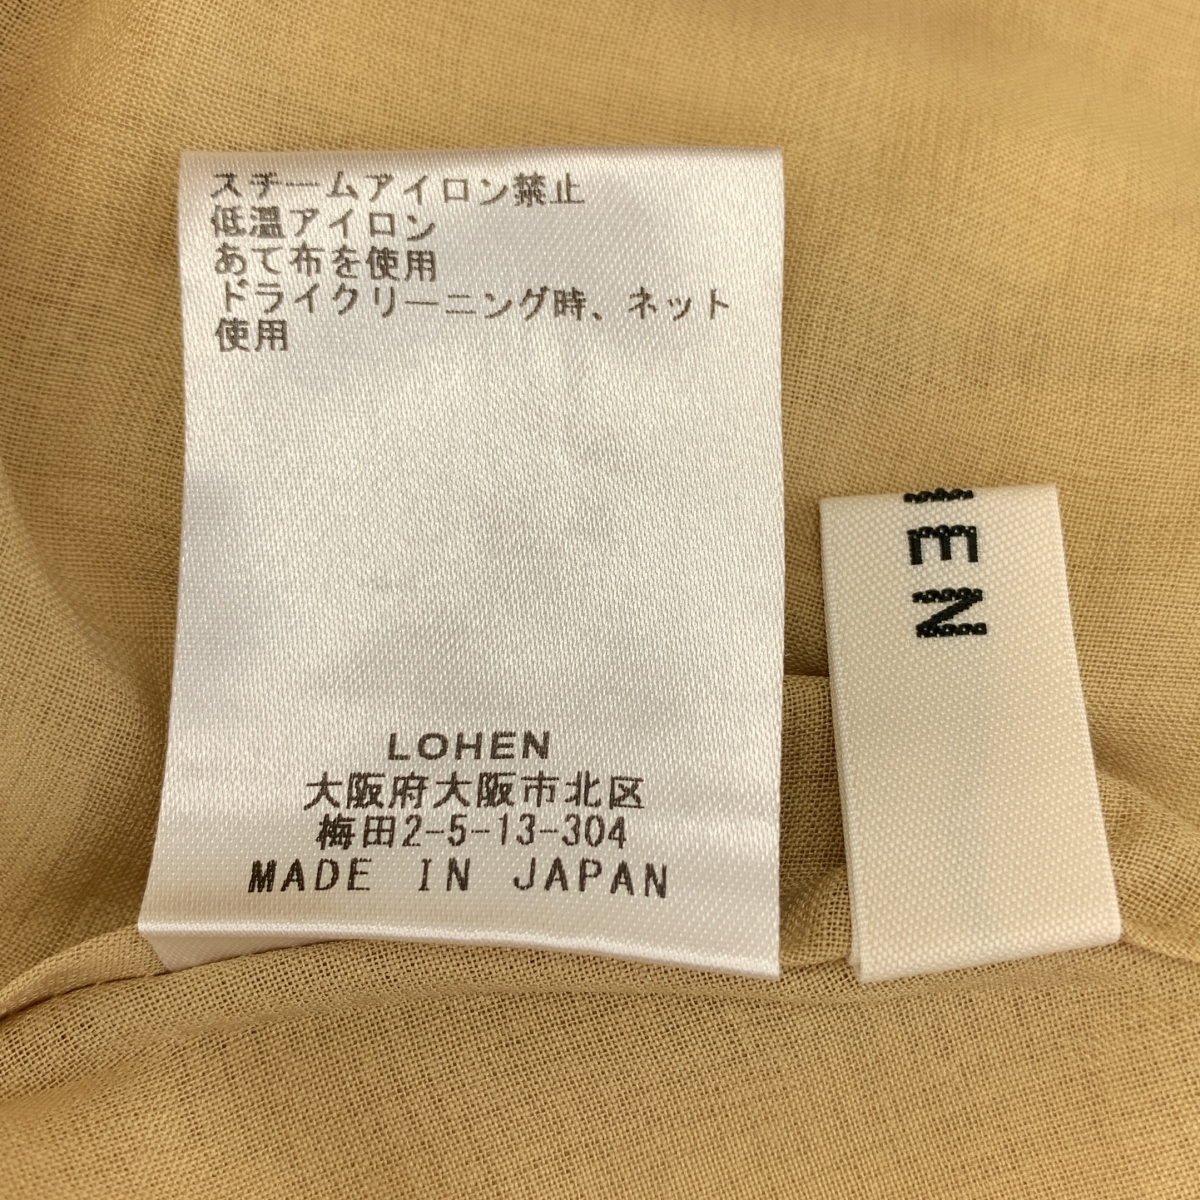 スチームアイロン禁止
低温アイロン
あて布を使用
ドライクリーニング時、ネット
使用
LOHEN
大阪府大阪市北区
梅田2-5-13-304
MADE IN JAPAN
EN